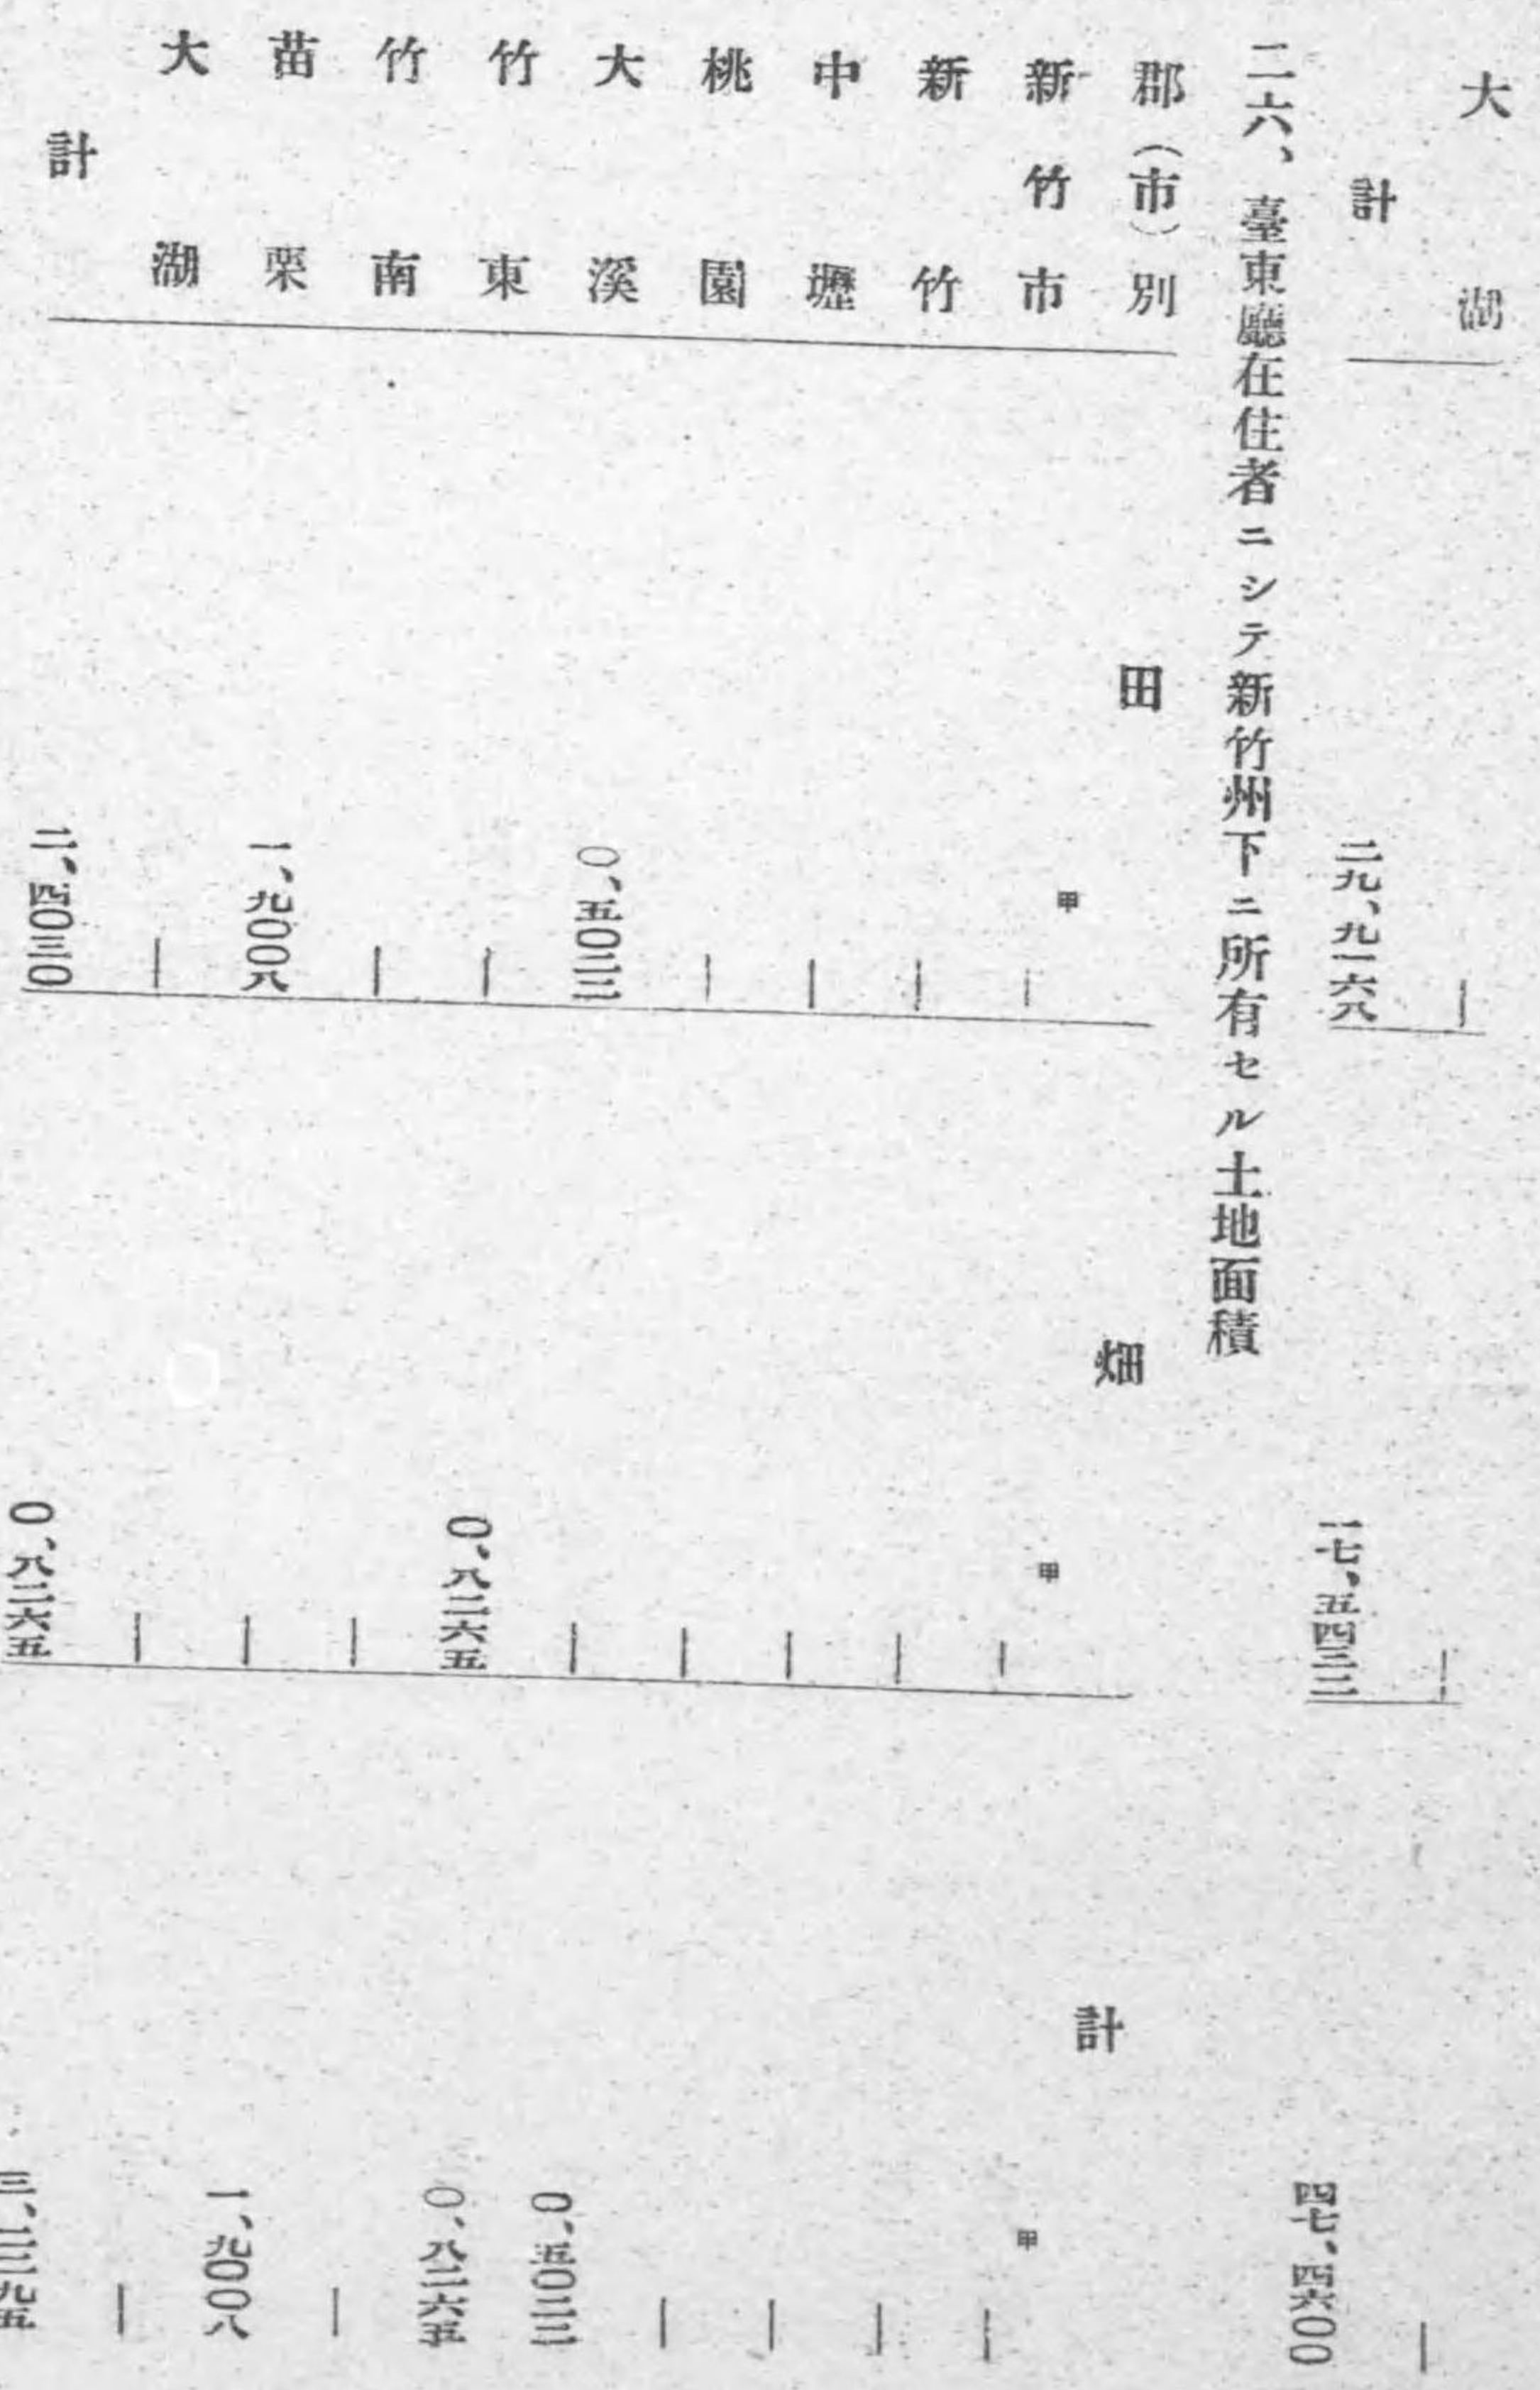 大湖 — — —
計 二九、九一六八 一七、五四三二 四七、四六〇〇
二六、臺東廳在住者ニシテ新竹州下ニ所有セル土地面積
郡(市)別 田 畑 計
甲 甲 甲
新竹市 — — —
新竹 — — —
中壢 — — —
桃園 — — —
大溪 〇、五〇二二 — 〇、五〇二二
竹東 — 〇、八二六五 〇、八二六五
竹南 — — —
苗栗 一、九〇〇八 — 一、九〇〇八
大湖 — — —
計 二、四〇三〇 〇、八二六五 三、二二九五